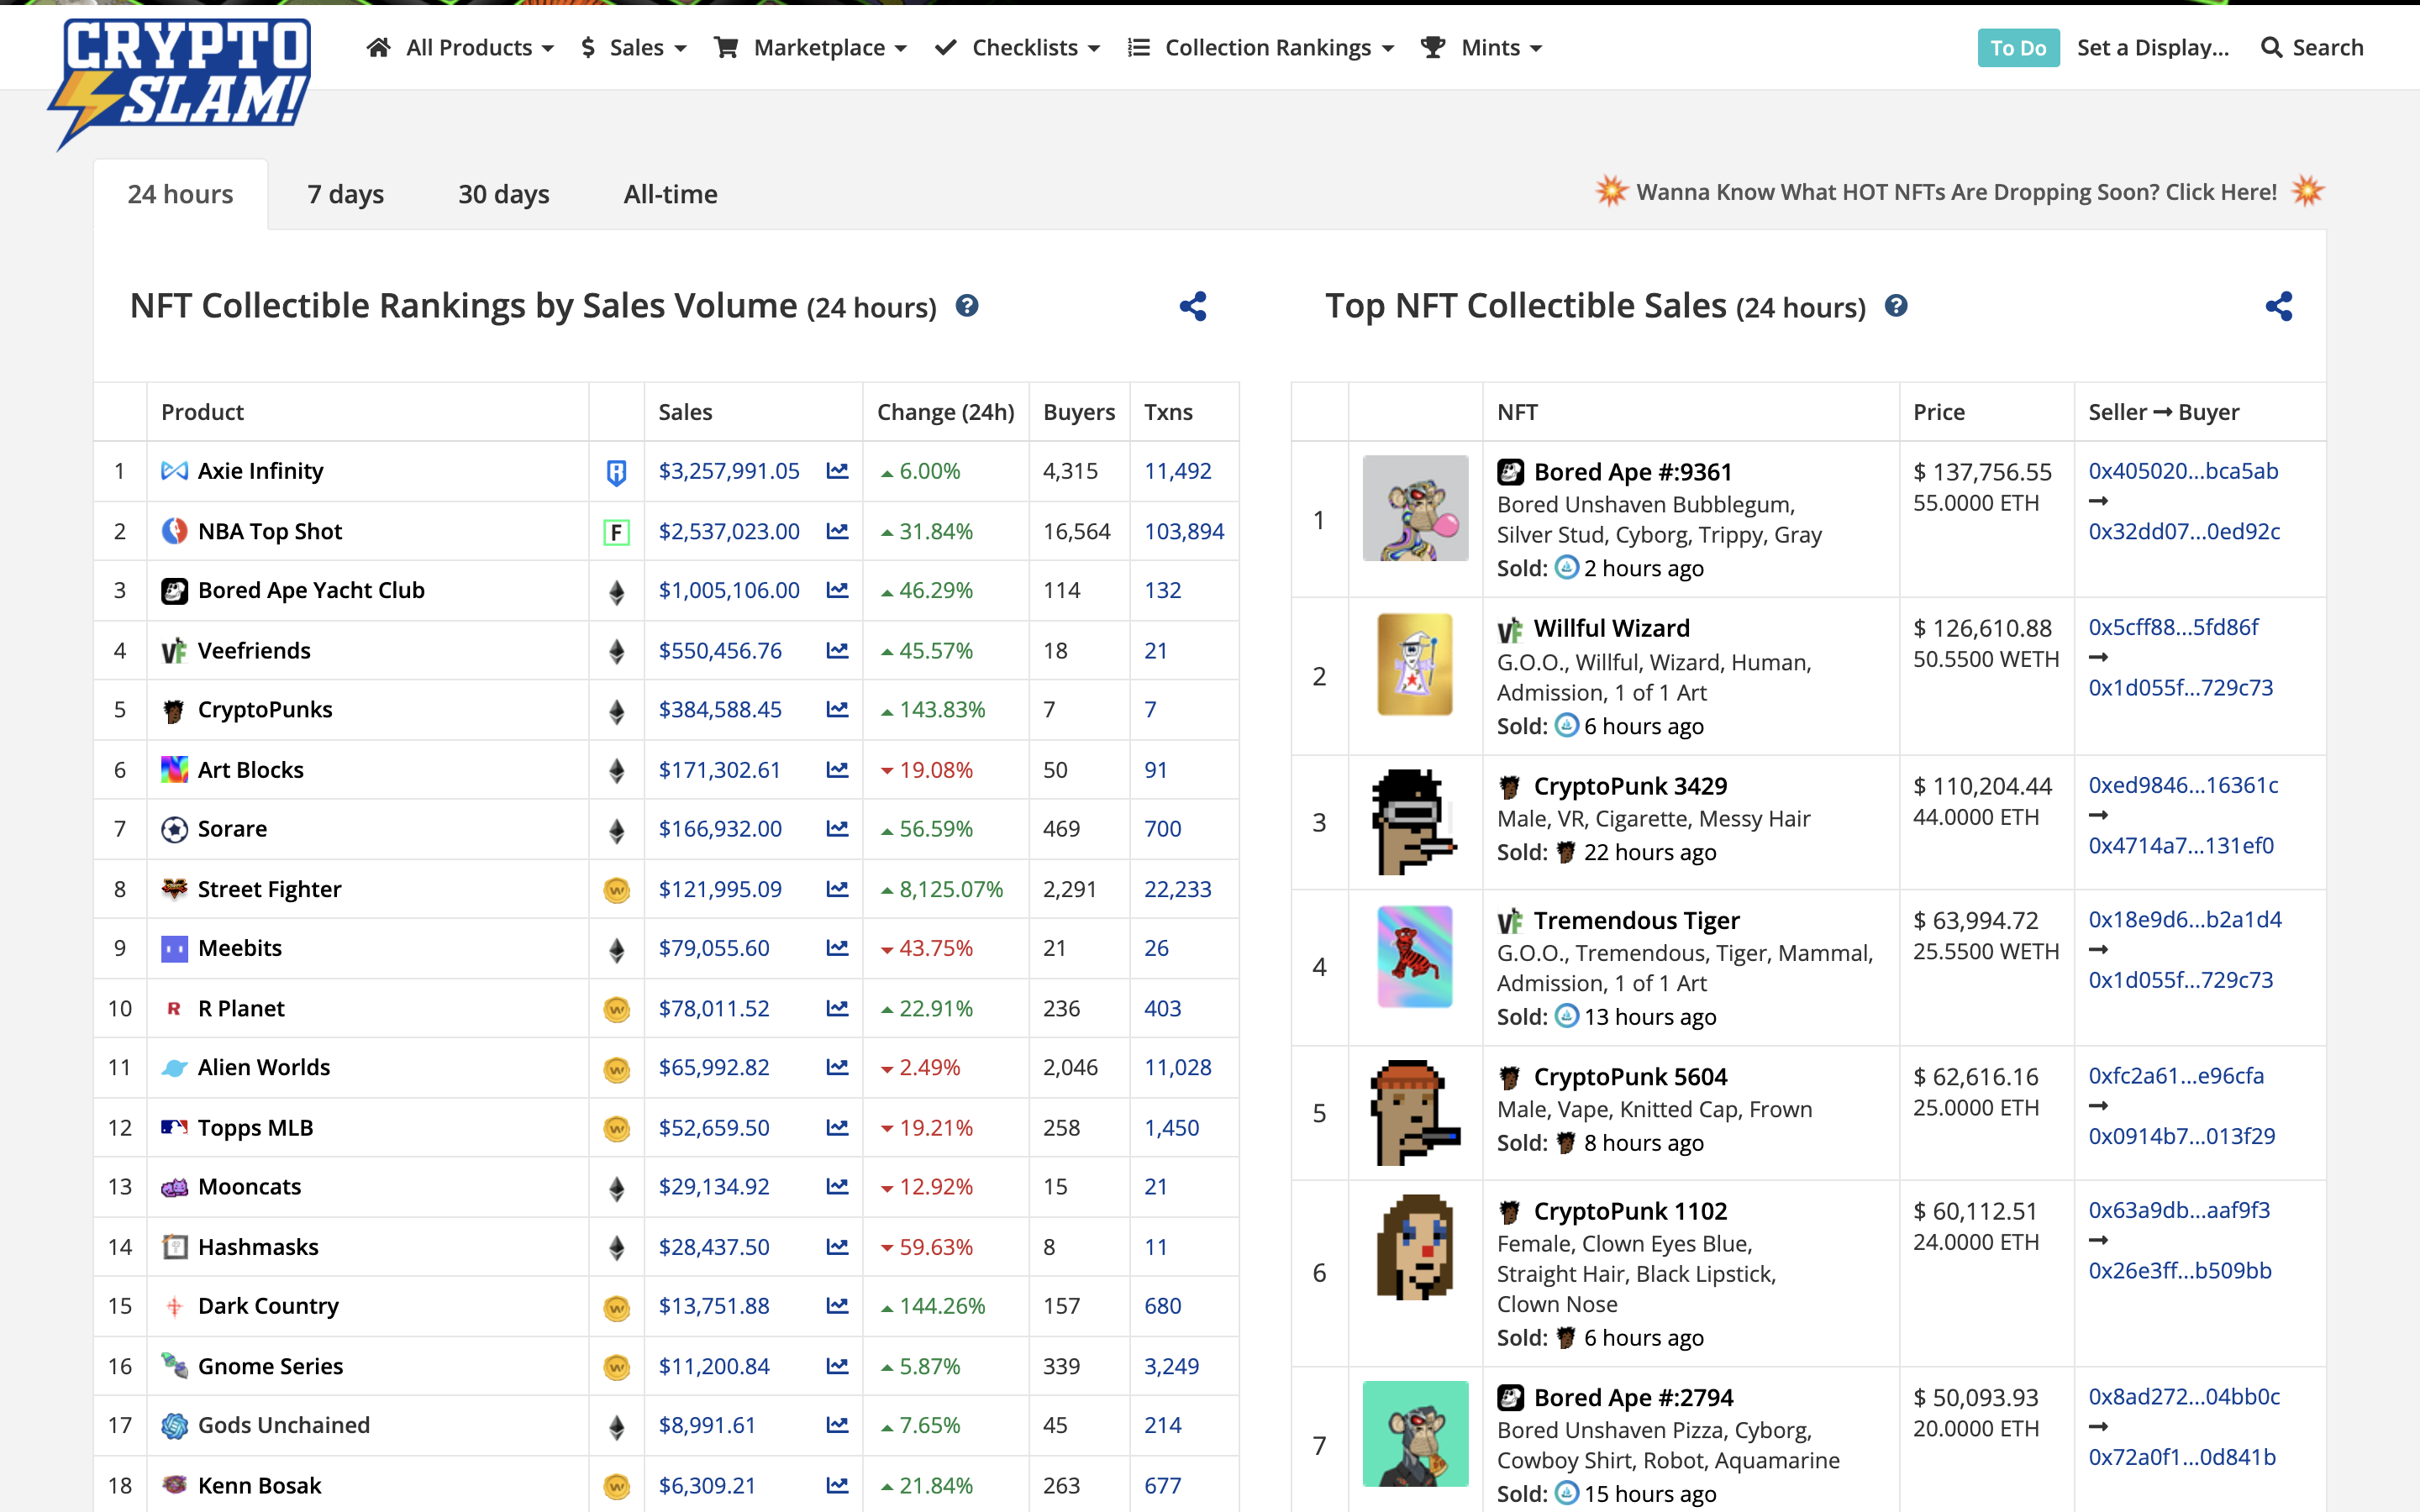 CRYPTO
SLAM!
All Products
Sales
Marketplace
Checklists
Collection Rankings
Mints
To Do
Set a Display...
Search
24 hours
7 days
30 days
All-time
Wanna Know What HOT NFTs Are Dropping Soon? Click Here!
NFT Collectible Rankings by Sales Volume (24 hours)
Product Sales Change (24h) Buyers Txns
1 Axie Infinity $3,257,991.05 6.00% 4,315 11,492
2 NBA Top Shot F $2,537,023.00 31.84% 16,564 103,894
3 Bored Ape Yacht Club $1,005,106.00 46.29% 114 132
4 VF Veefriends $550,456.76 45.57% 18 21
5 CryptoPunks $384,588.45 143.83% 7 7
6 Art Blocks $171,302.61 19.08% 50 91
7 Sorare $166,932.00 56.59% 469 700
8 Street Fighter W $121,995.09 8,125.07% 2,291 22,233
9 Meebits $79,055.60 43.75% 21 26
10 R R Planet W $78,011.52 22.91% 236 403
11 Alien Worlds W $65,992.82 2.49% 2,046 11,028
12 Topps MLB W $52,659.50 19.21% 258 1,450
13 Mooncats $29,134.92 12.92% 15 21
14 Hashmasks $28,437.50 59.63% 8 11
15 Dark Country W $13,751.88 144.26% 157 680
16 Gnome Series W $11,200.84 5.87% 339 3,249
17 Gods Unchained $8,991.61 7.65% 45 214
18 Kenn Bosak W $6,309.21 21.84% 263 677
Top NFT Collectible Sales (24 hours)
NFT Price Seller → Buyer
1
Bored Ape #:9361
Bored Unshaven Bubblegum,
Silver Stud, Cyborg, Trippy, Gray
Sold: 2 hours ago
$ 137,756.55
55.0000 ETH
0x405020...bca5ab
→
0x32dd07...0ed92c
2
VF Willful Wizard
G.O.O., Willful, Wizard, Human,
Admission, 1 of 1 Art
Sold: 6 hours ago
$ 126,610.88
50.5500 WETH
0x5cff88...5fd86f
→
0x1d055f...729c73
3
CryptoPunk 3429
Male, VR, Cigarette, Messy Hair
Sold: 22 hours ago
$ 110,204.44
44.0000 ETH
0xed9846...16361c
→
0x4714a7...131ef0
4
VF Tremendous Tiger
G.O.O., Tremendous, Tiger, Mammal,
Admission, 1 of 1 Art
Sold: 13 hours ago
$ 63,994.72
25.5500 WETH
0x18e9d6...b2a1d4
→
0x1d055f...729c73
5
CryptoPunk 5604
Male, Vape, Knitted Cap, Frown
Sold: 8 hours ago
$ 62,616.16
25.0000 ETH
0xfc2a61...e96cfa
→
0x0914b7...013f29
6
CryptoPunk 1102
Female, Clown Eyes Blue,
Straight Hair, Black Lipstick,
Clown Nose
Sold: 6 hours ago
$ 60,112.51
24.0000 ETH
0x63a9db...aaf9f3
→
0x26e3ff...b509bb
7
Bored Ape #:2794
Bored Unshaven Pizza, Cyborg,
Cowboy Shirt, Robot, Aquamarine
Sold: 15 hours ago
$ 50,093.93
20.0000 ETH
0x8ad272...04bb0c
→
0x72a0f1...0d841b